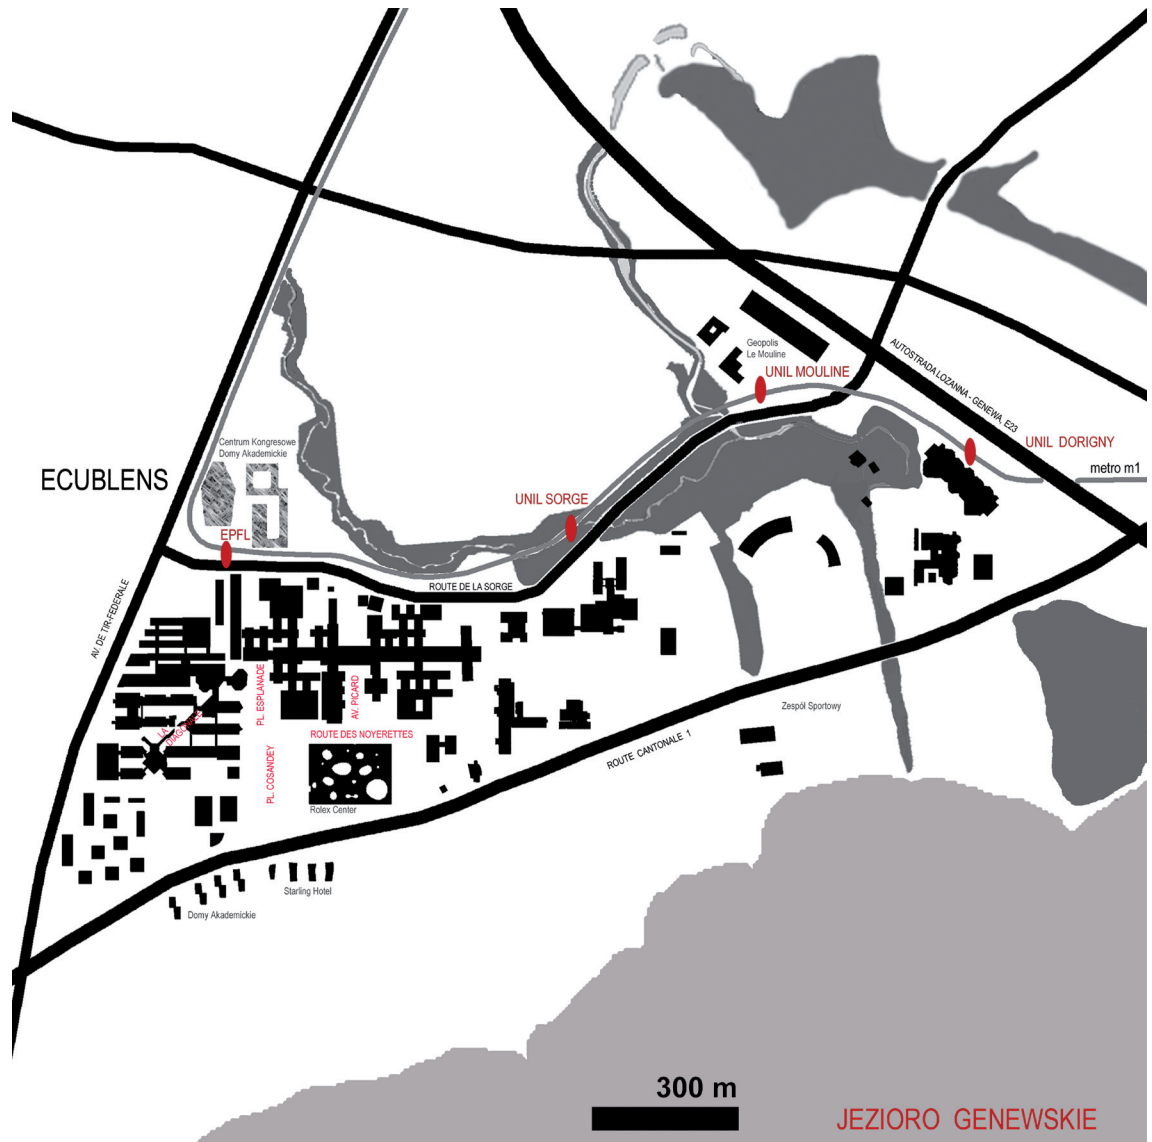 AUTOSTRADA LOZANNA - GENEWA, E23
Geopolis
Le Mouline
UNIL MOULINE
UNIL DORIGNY
metro m1
Centrum Kongresowe
Domy Akademickie
ECUBLENS
UNIL SORGE
EPFL
ROUTE DE LA SORGE
AV. DE TIR-FEDERALE
PL. ESPLANADE
AV. PICARD
LA
DIAGONALE
ROUTE DES NOYERETTES
PL. COSANDEY
Rolex Center
Zespół Sportowy
ROUTE CANTONALE 1
Starling Hotel
Domy Akademickie
300 m
JEZIORO GENEWSKIE